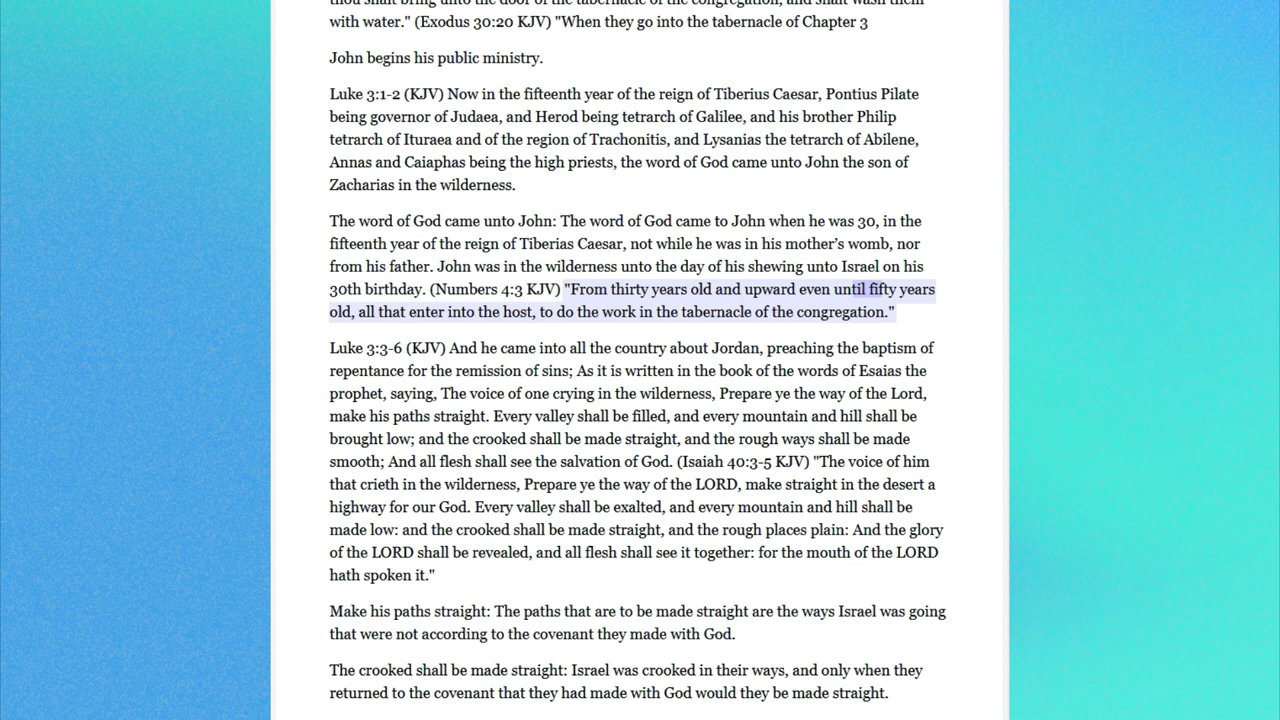 thou shalt bring unto the door of the tabernacle of the congregation, and shalt wash them
with water." (Exodus 30:20 KJV) "When they go into the tabernacle of Chapter 3
John begins his public ministry.
Luke 3:1-2 (KJV) Now in the fifteenth year of the reign of Tiberius Caesar, Pontius Pilate
being governor of Judaea, and Herod being tetrarch of Galilee, and his brother Philip
tetrarch of Ituraea and of the region of Trachonitis, and Lysanias the tetrarch of Abilene,
Annas and Caiaphas being the high priests, the word of God came unto John the son of
Zacharias in the wilderness.
The word of God came unto John: The word of God came to John when he was 30, in the
fifteenth year of the reign of Tiberias Caesar, not while he was in his mother’s womb, nor
from his father. John was in the wilderness unto the day of his shewing unto Israel on his
30th birthday. (Numbers 4:3 KJV) "From thirty years old and upward even until fifty years
old, all that enter into the host, to do the work in the tabernacle of the congregation."
Luke 3:3-6 (KJV) And he came into all the country about Jordan, preaching the baptism of
repentance for the remission of sins; As it is written in the book of the words of Esaias the
prophet, saying, The voice of one crying in the wilderness, Prepare ye the way of the Lord,
make his paths straight. Every valley shall be filled, and every mountain and hill shall be
brought low; and the crooked shall be made straight, and the rough ways shall be made
smooth; And all flesh shall see the salvation of God. (Isaiah 40:3-5 KJV) "The voice of him
that crieth in the wilderness, Prepare ye the way of the LORD, make straight in the desert a
highway for our God. Every valley shall be exalted, and every mountain and hill shall be
made low: and the crooked shall be made straight, and the rough places plain: And the glory
of the LORD shall be revealed, and all flesh shall see it together: for the mouth of the LORD
hath spoken it."
Make his paths straight: The paths that are to be made straight are the ways Israel was going
that were not according to the covenant they made with God.
The crooked shall be made straight: Israel was crooked in their ways, and only when they
returned to the covenant that they had made with God would they be made straight.